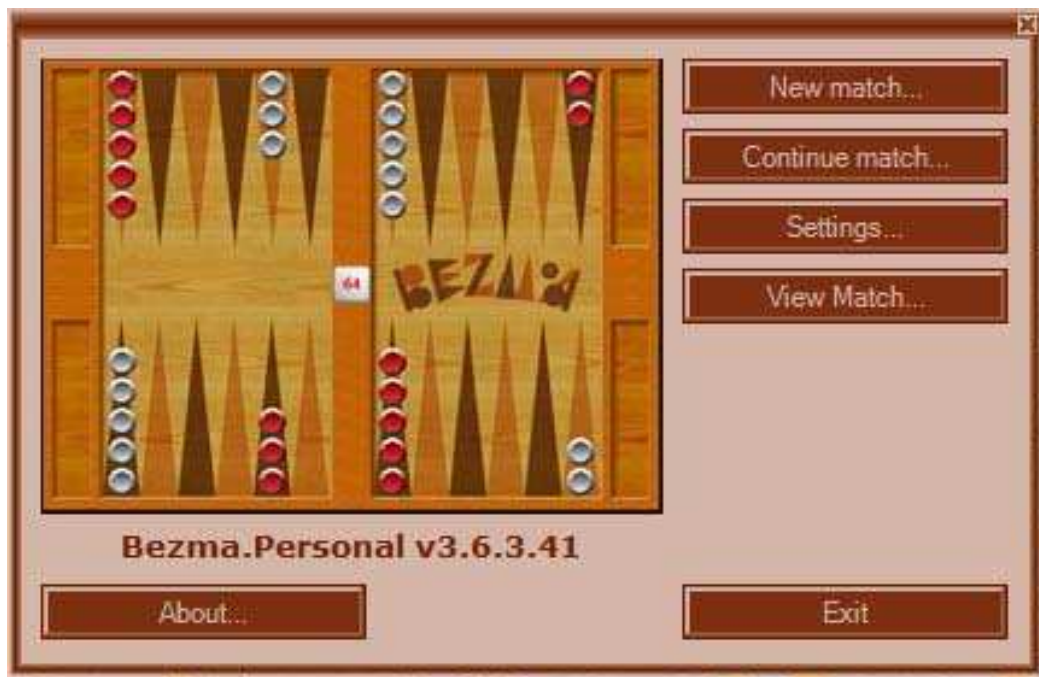 New match...
Continue match...
Settings...
64
BEZMA
View Match...
Bezma.Personal v3.6.3.41
About...
Exit